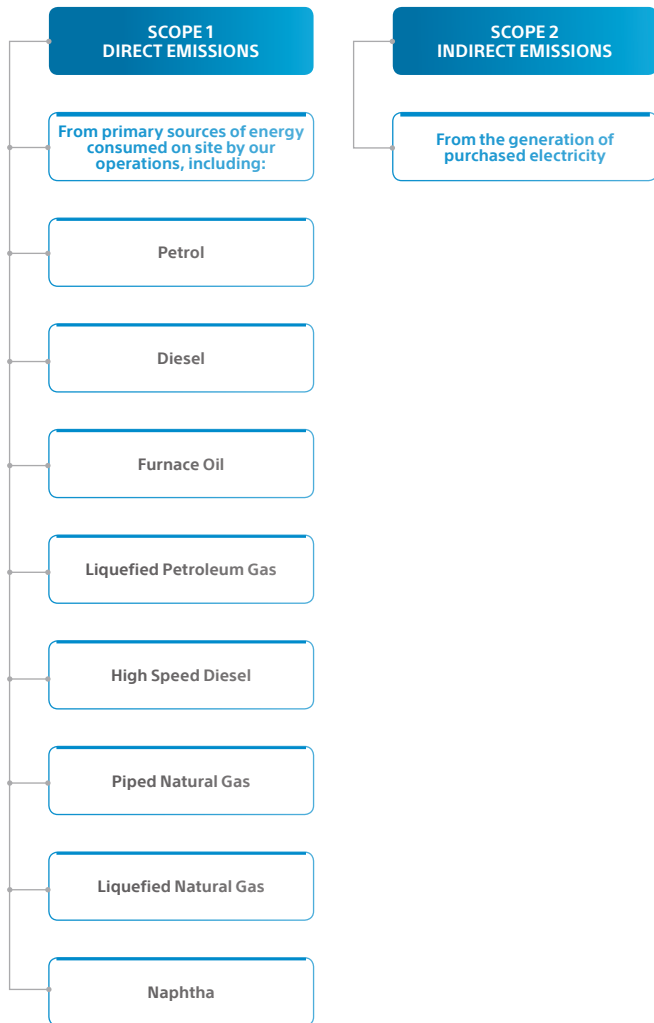 SCOPE 1
DIRECT EMISSIONS
From primary sources of energy
consumed on site by our
operations, including:
Petrol
Diesel
Furnace Oil
Liquefied Petroleum Gas
High Speed Diesel
Piped Natural Gas
Liquefied Natural Gas
Naphtha
SCOPE 2
INDIRECT EMISSIONS
From the generation of
purchased electricity